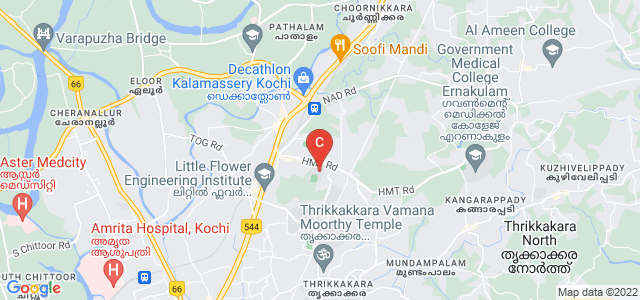 CHOORNIKKARA
ചൂർണ്ണിക്കര
PATHALAM
പാതാളം
Varapuzha Bridge
Soofi Mandi
Al Ameen College
Government
Medical
College
Ernakulam
ഗവൺമെന്റ്
മെഡിക്കൽ
കോളേജ്
എറണാകുളം
Decathlon
Kalamassery Kochi
ഡെക്കാത്ലോൺ
ELOOR
ഏലൂർ
66
NAD Rd
CHERANALLUR
ചേരാനല്ലൂർ
TOG Rd
C
HMT Rd
HMT Rd
Aster Medcity
ആസ്റ്റർ
മെഡ്സിറ്റി
Little Flower
Engineering Institute
ലിറ്റിൽ ഫ്ലവർ...
KUZHIVELIPPADY
കുഴിവേലിപ്പടി
KANGARAPPADY
കങ്ങാരപ്പടി
Amrita Hospital, Kochi
അമൃത
ആശുപത്രി
544
Thrikkakkara Vamana
Moorthy Temple
തൃക്കാക്കര...
Thrikkakara
North
തൃക്കാക്കര
നോർത്ത്
S Chittoor Rd
MUNDAMPALAM
മുണ്ടംപാലം
SOUTH CHITTOOR
66
THRIKKAKARA
തൃക്കാക്കര
Google
Map data ©2022